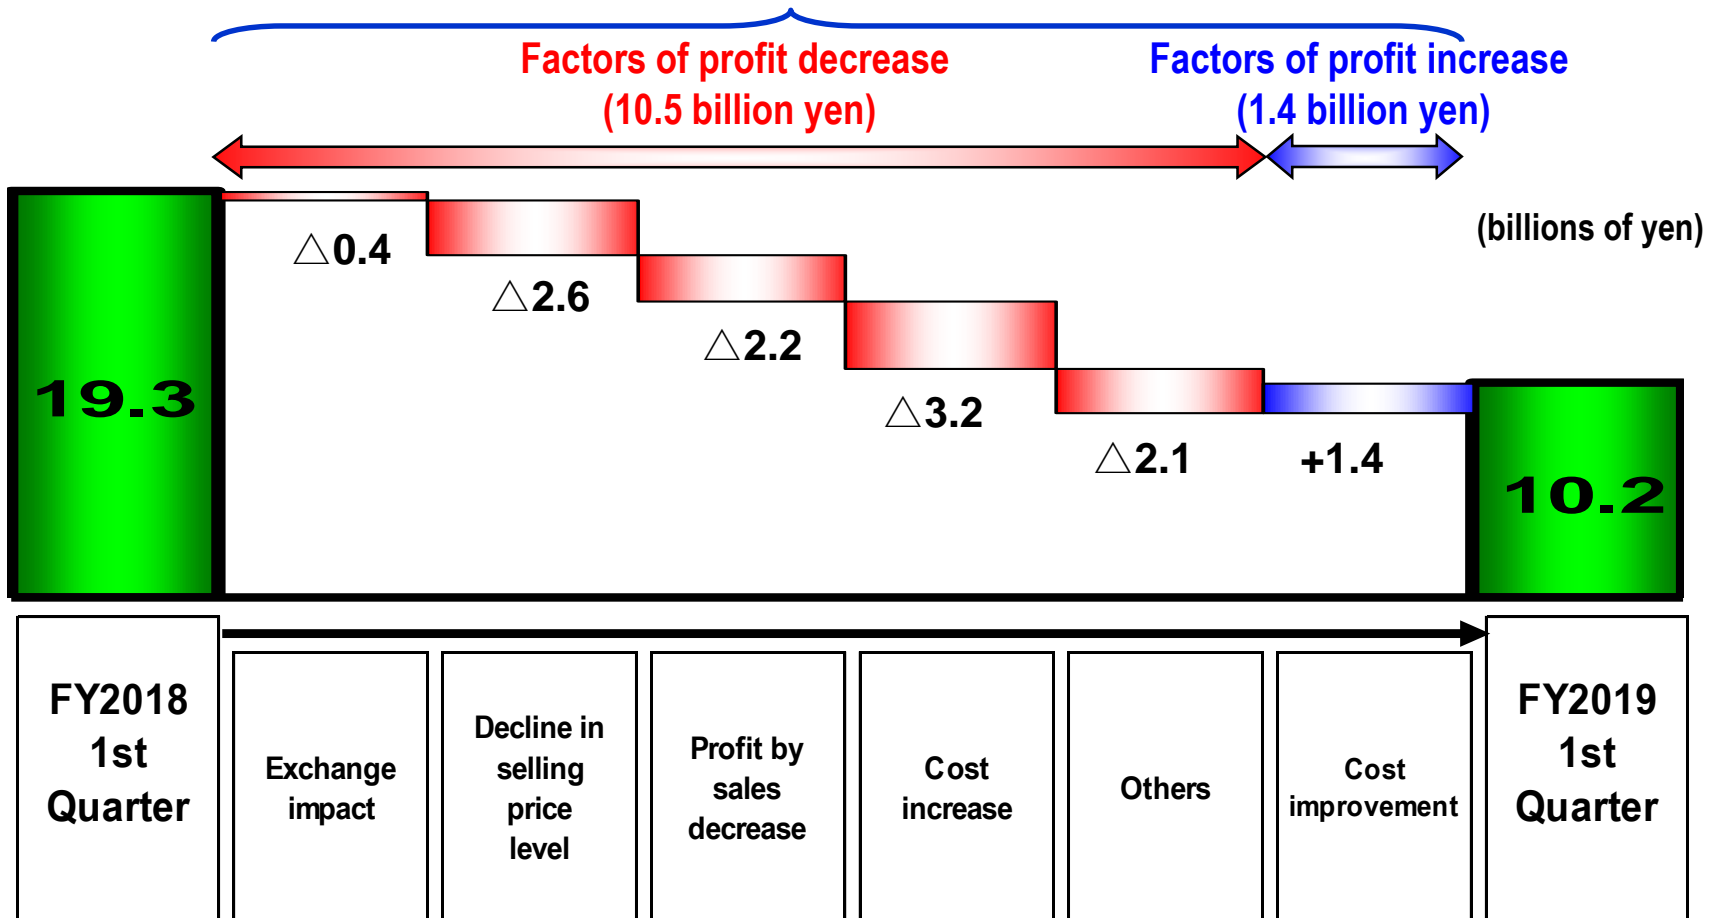 Factors of profit decrease
(10.5 billion yen)
Factors of profit increase
(1.4 billion yen)
(billions of yen)
△0.4
△2.6
△2.2
△3.2
△2.1
+1.4
19.3
10.2
FY2018
1st
Quarter
Exchange
impact
Decline in
selling
price
level
Profit by
sales
decrease
Cost
increase
Others
Cost
improvement
FY2019
1st
Quarter